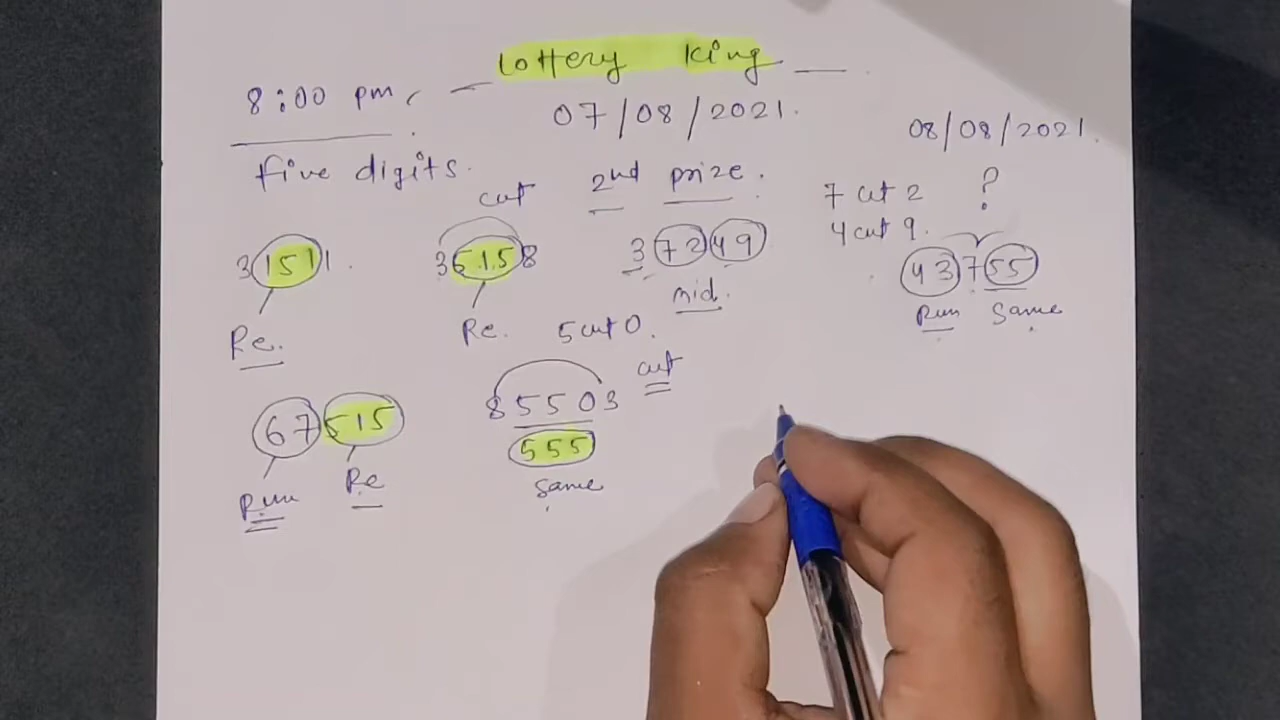 Lottery King
8:00 pm,
07/08/2021.
08/08/2021.
five digits.
2nd prize.
cut
7 cut 2
?
4 cut 9.
31511.
36158
37249
43755
Re.
Re.
5 cut 0.
mid.
Run
Same
cut
67515
85503
555
Run
Re
Same